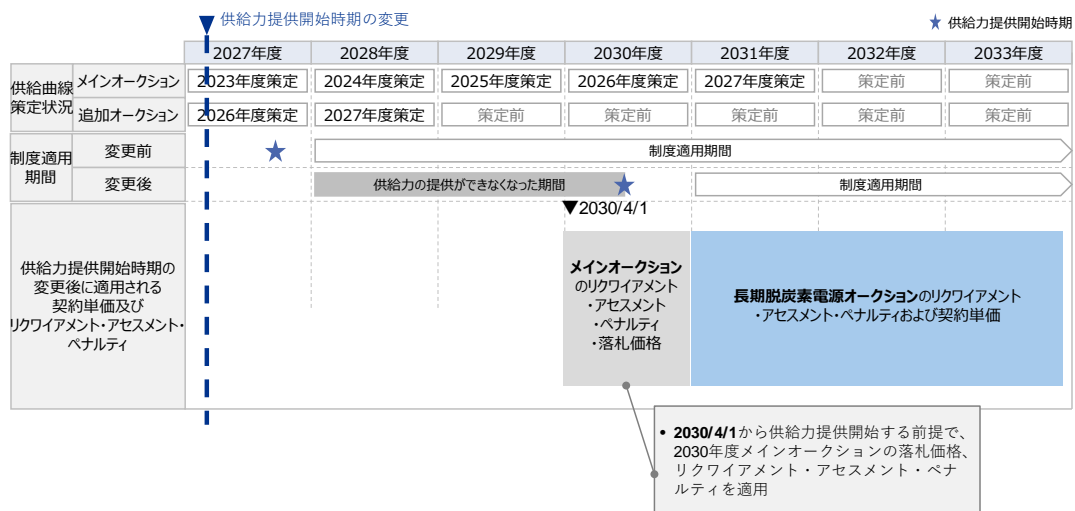 供給力提供開始時期の変更
★ 供給力提供開始時期
2027年度 2028年度 2029年度 2030年度 2031年度 2032年度 2033年度
供給曲線
策定状況
メインオークション 2023年度策定 2024年度策定 2025年度策定 2026年度策定 2027年度策定 策定前 策定前
追加オークション 2026年度策定 2027年度策定 策定前 策定前 策定前 策定前 策定前
制度適用
期間
変更前 制度適用期間
変更後 供給力の提供ができなくなった期間 制度適用期間
▼2030/4/1
供給力提供開始時期の
変更後に適用される
契約単価及び
リクワイアメント・アセスメント・
ペナルティ
メインオークション
のリクワイアメント
・アセスメント
・ペナルティ
・落札価格
長期脱炭素電源オークションのリクワイアメント
・アセスメント・ペナルティおよび契約単価
• 2030/4/1から供給力提供開始する前提で、
2030年度メインオークションの落札価格、
リクワイアメント・アセスメント・ペナ
ルティを適用